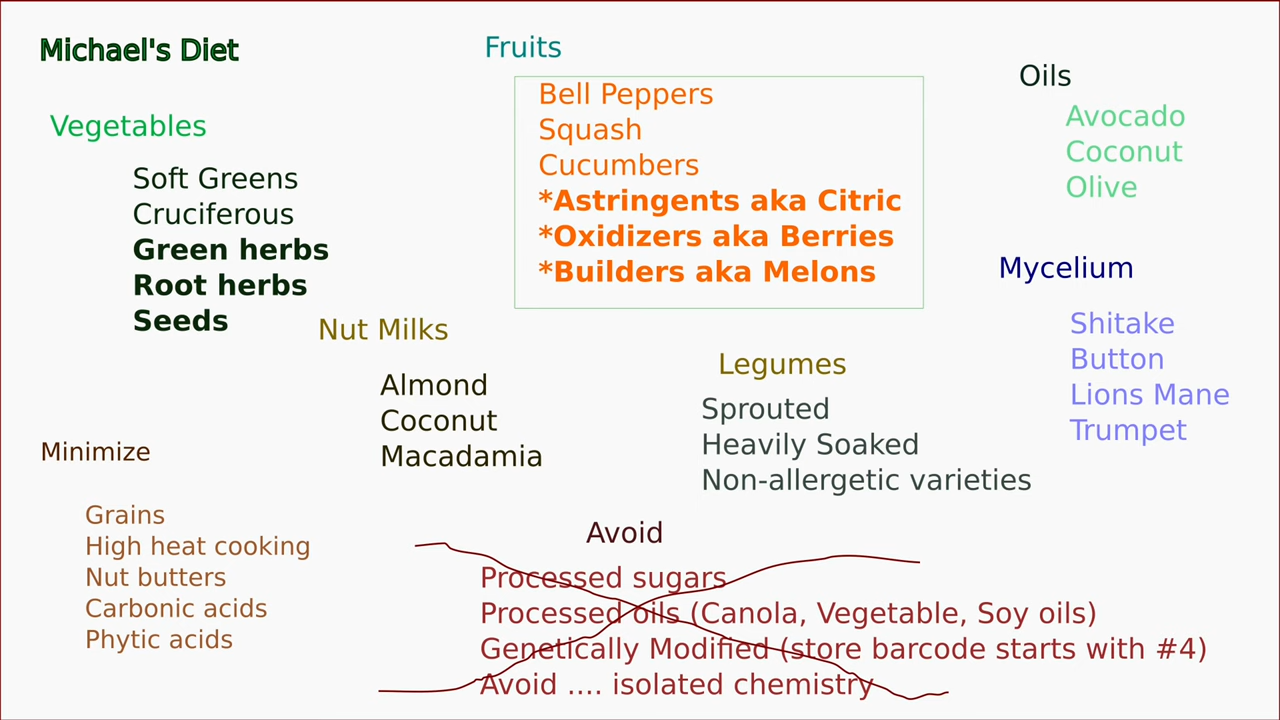 Michael's Diet
Vegetables
Soft Greens
Cruciferous
Green herbs
Root herbs
Seeds
Fruits
Bell Peppers
Squash
Cucumbers
*Astringents aka Citric
*Oxidizers aka Berries
*Builders aka Melons
Oils
Avocado
Coconut
Olive
Mycelium
Shitake
Button
Lions Mane
Trumpet
Nut Milks
Almond
Coconut
Macadamia
Legumes
Sprouted
Heavily Soaked
Non-allergetic varieties
Minimize
Grains
High heat cooking
Nut butters
Carbonic acids
Phytic acids
Avoid
Processed sugars
Processed oils (Canola, Vegetable, Soy oils)
Genetically Modified (store barcode starts with #4)
Avoid .... isolated chemistry